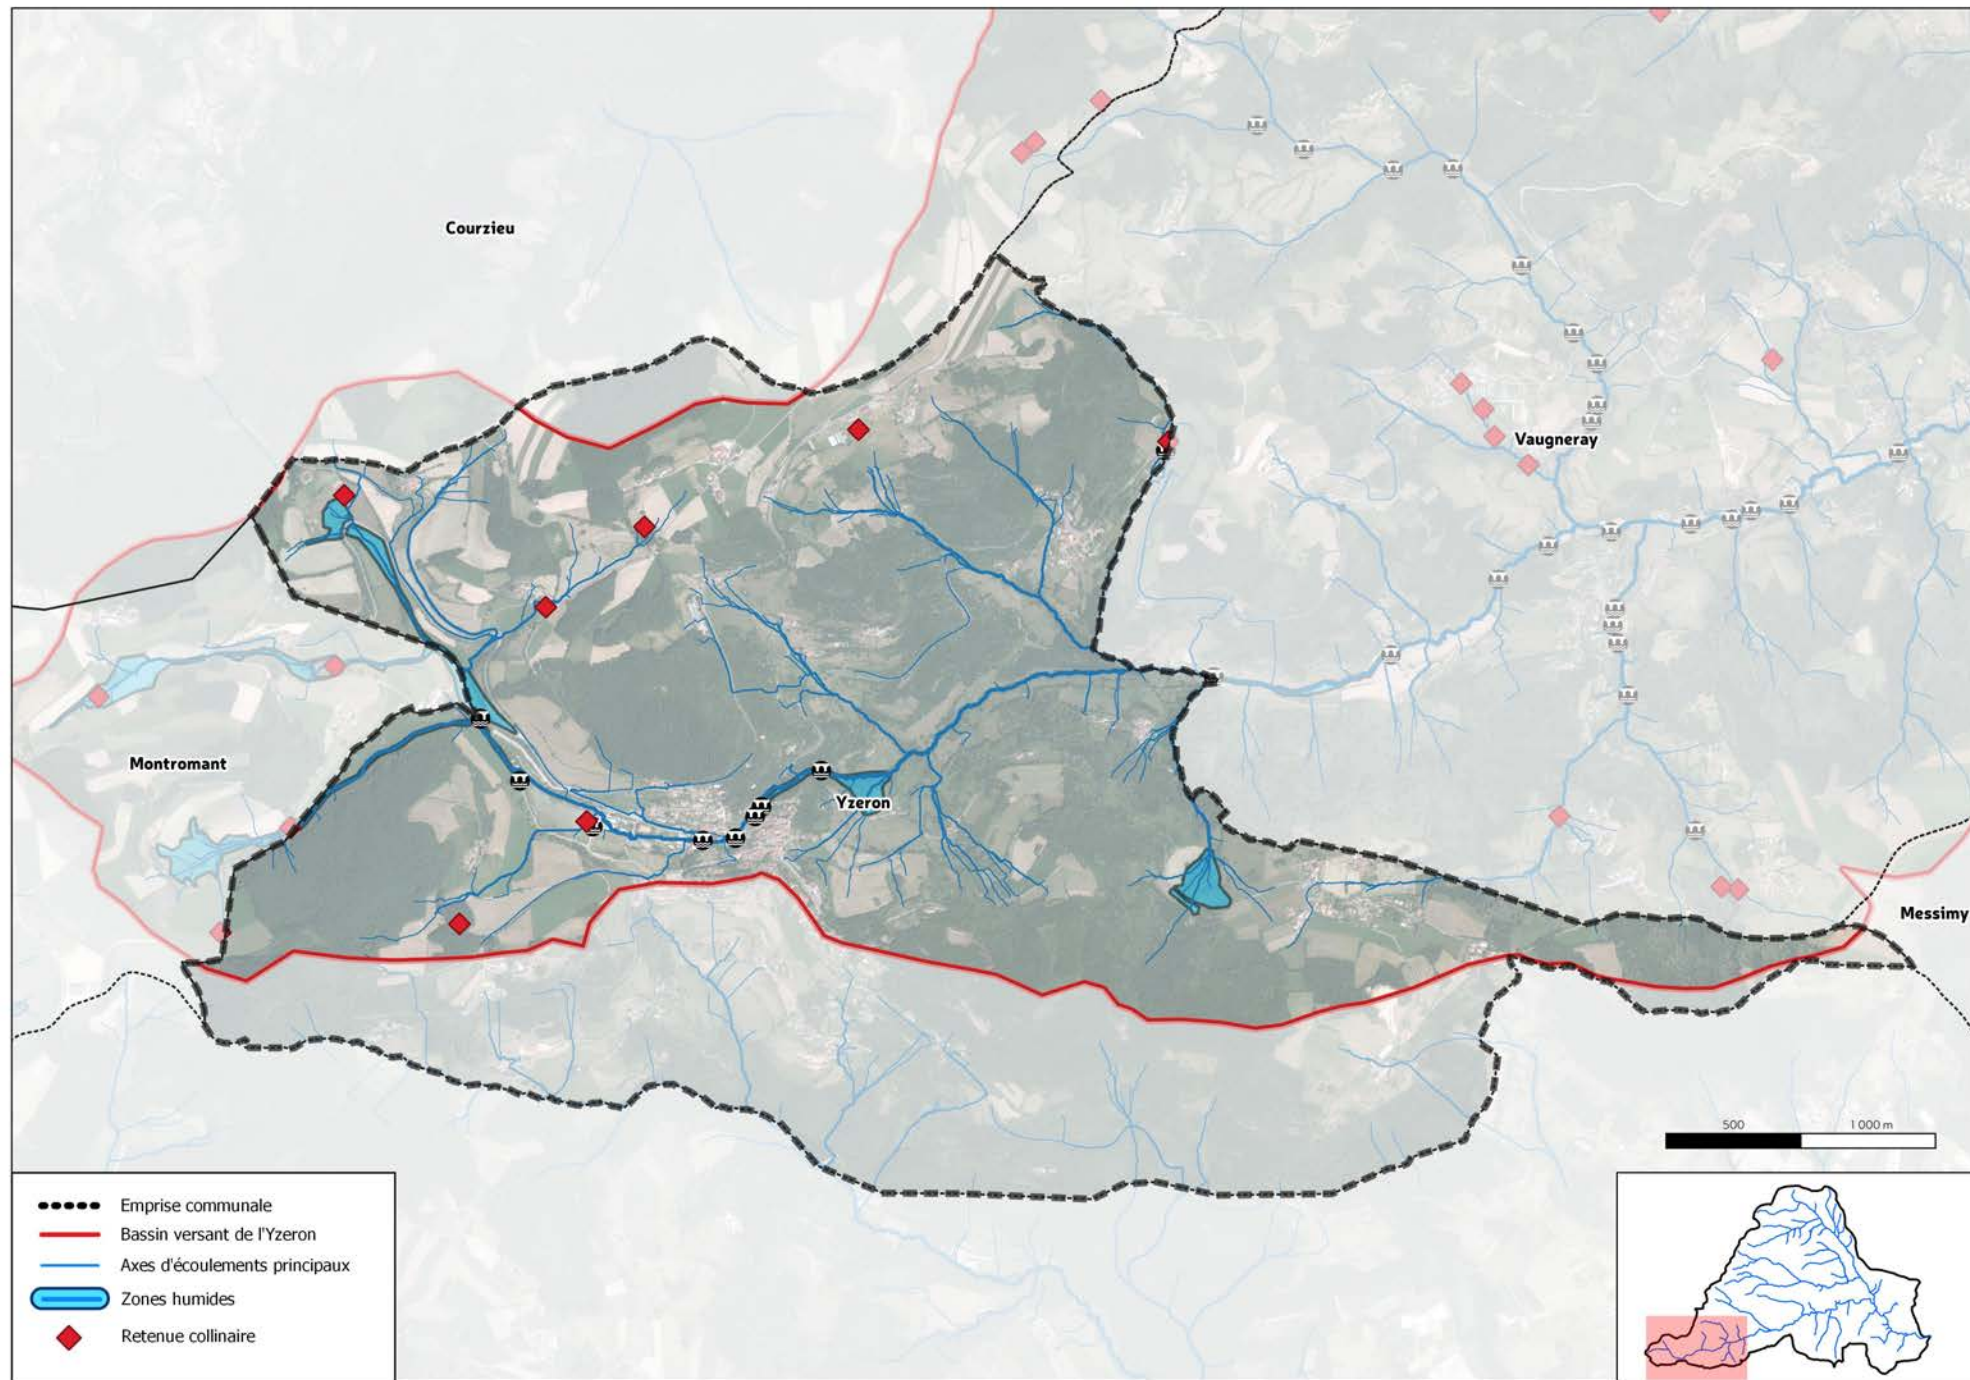 Courzieu
Vaugneray
Montromant
Yzeron
Messimy
500
1 000 m
Emprise communale
Bassin versant de l'Yzeron
Axes d'écoulements principaux
Zones humides
Retenue collinaire